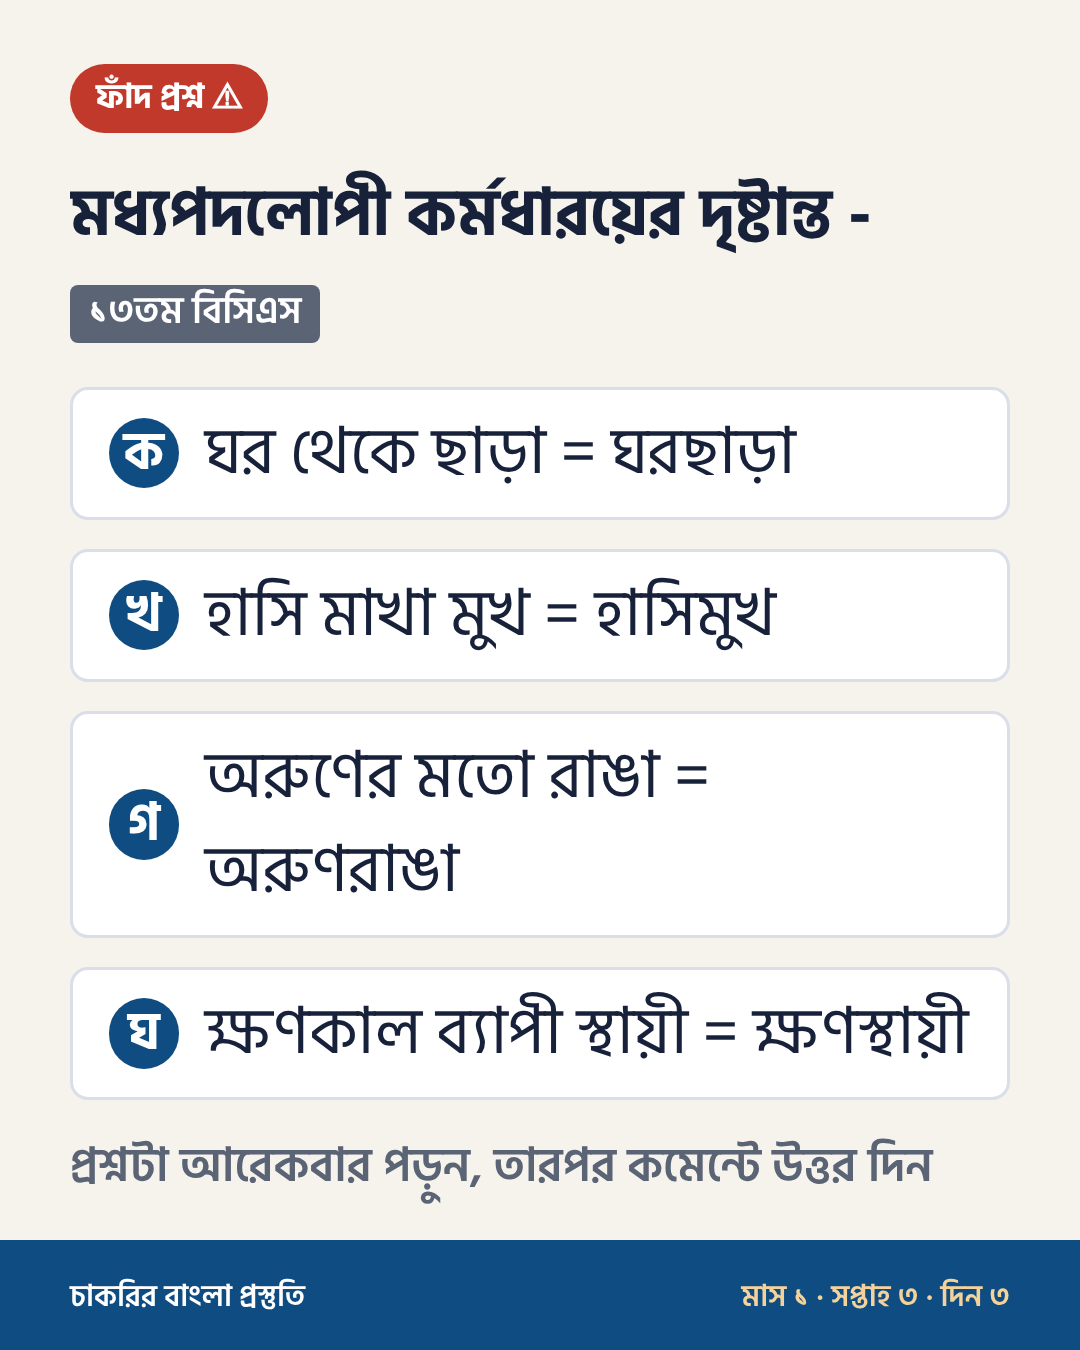 ফাঁদ প্রশ্ন ⚠
মধ্যপদলোপী কর্মধারয়ের দৃষ্টান্ত -
১৩তম বিসিএস
ক ঘর থেকে ছাড়া = ঘরছাড়া
খ হাসি মাখা মুখ = হাসিমুখ
গ অরুণের মতো রাঙা =
অরুণরাঙা
ঘ ক্ষণকাল ব্যাপী স্থায়ী = ক্ষণস্থায়ী
প্রশ্নটা আরেকবার পড়ুন, তারপর কমেন্টে উত্তর দিন
চাকরির বাংলা প্রস্তুতি
মাস ১ · সপ্তাহ ৩ · দিন ৩